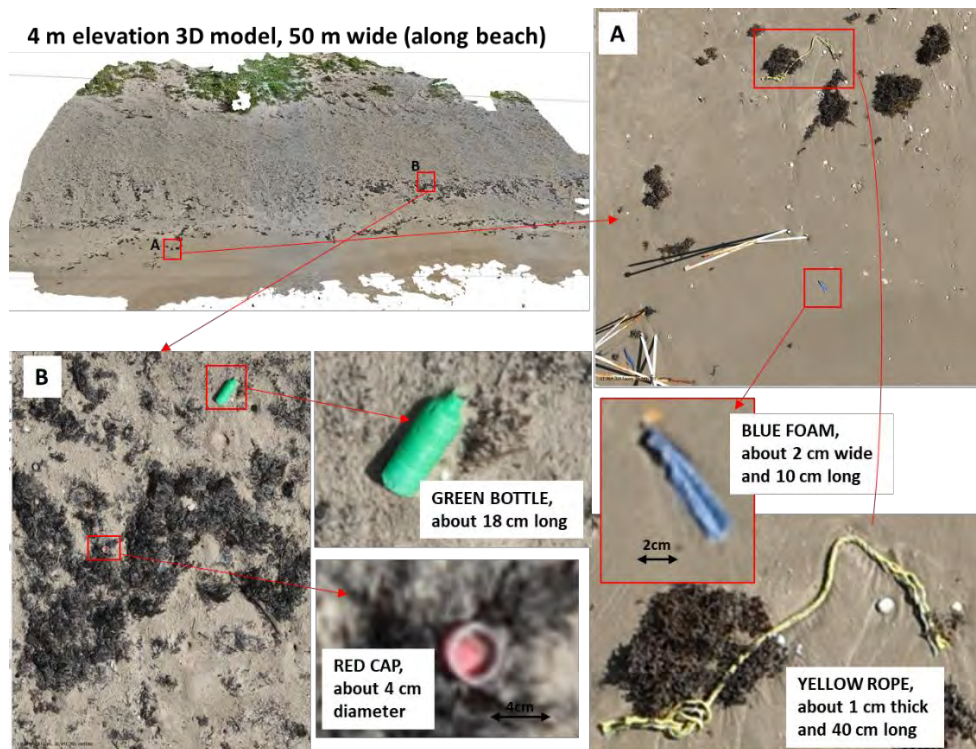 4 m elevation 3D model, 50 m wide (along beach)
A
B
A
B
GREEN BOTTLE,
about 18 cm long
RED CAP,
about 4 cm
diameter
4cm
BLUE FOAM,
about 2 cm wide
and 10 cm long
2cm
YELLOW ROPE,
about 1 cm thick
and 40 cm long